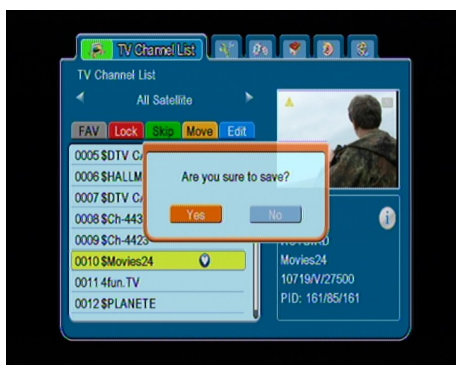 TV Channel List
TV Channel List
All Satellite
FAV Lock Skip Move Edit
0005 $DTV C
0006 $HALLM
0007 $DTV C
0008 $Ch-443
0009 $Ch-4423
0010 $Movies24
0011 4fun.TV
0012 $PLANETE
Are you sure to save?
Yes No
Movies24
10719/V/27500
PID: 161/85/161